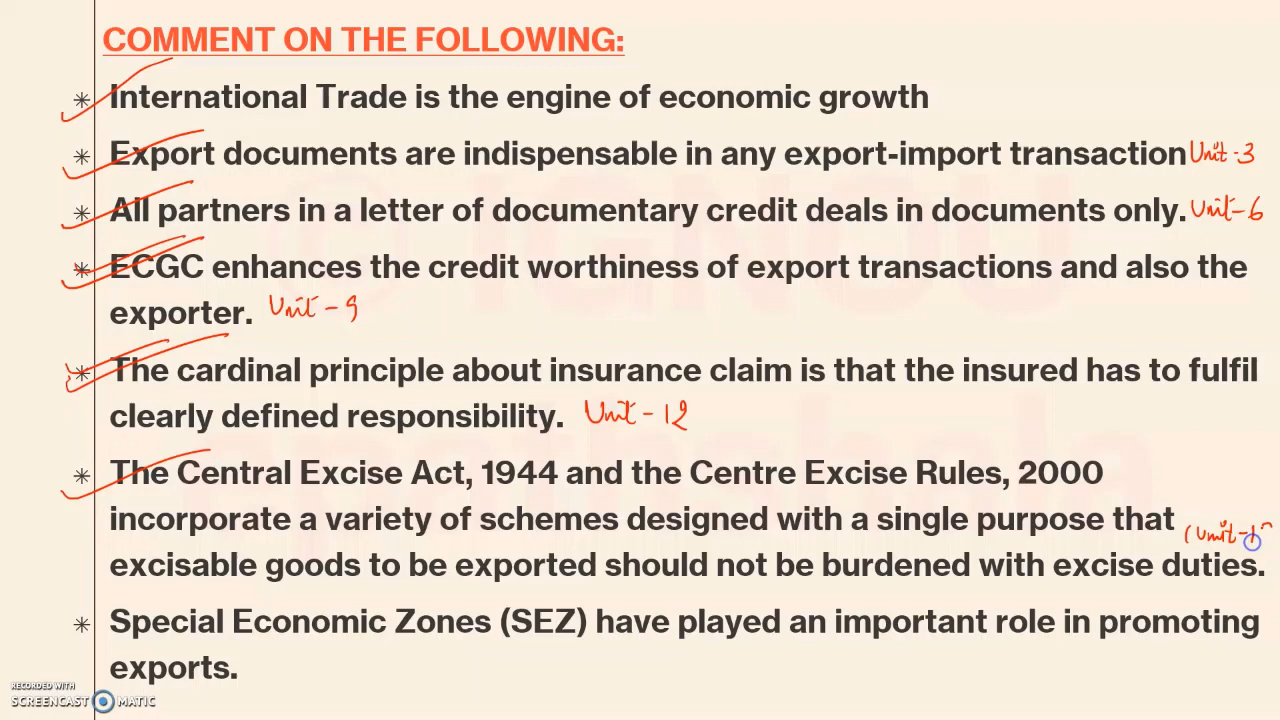 COMMENT ON THE FOLLOWING:
International Trade is the engine of economic growth
Export documents are indispensable in any export-import transaction Unit-3
All partners in a letter of documentary credit deals in documents only. Unit-6
ECGC enhances the credit worthiness of export transactions and also the
exporter. Unit-9
The cardinal principle about insurance claim is that the insured has to fulfil
clearly defined responsibility. Unit-12
The Central Excise Act, 1944 and the Centre Excise Rules, 2000
incorporate a variety of schemes designed with a single purpose that
excisable goods to be exported should not be burdened with excise duties.
Special Economic Zones (SEZ) have played an important role in promoting
exports.
© IGNOU
RECORDED WITH
SCREENCAST MATIC